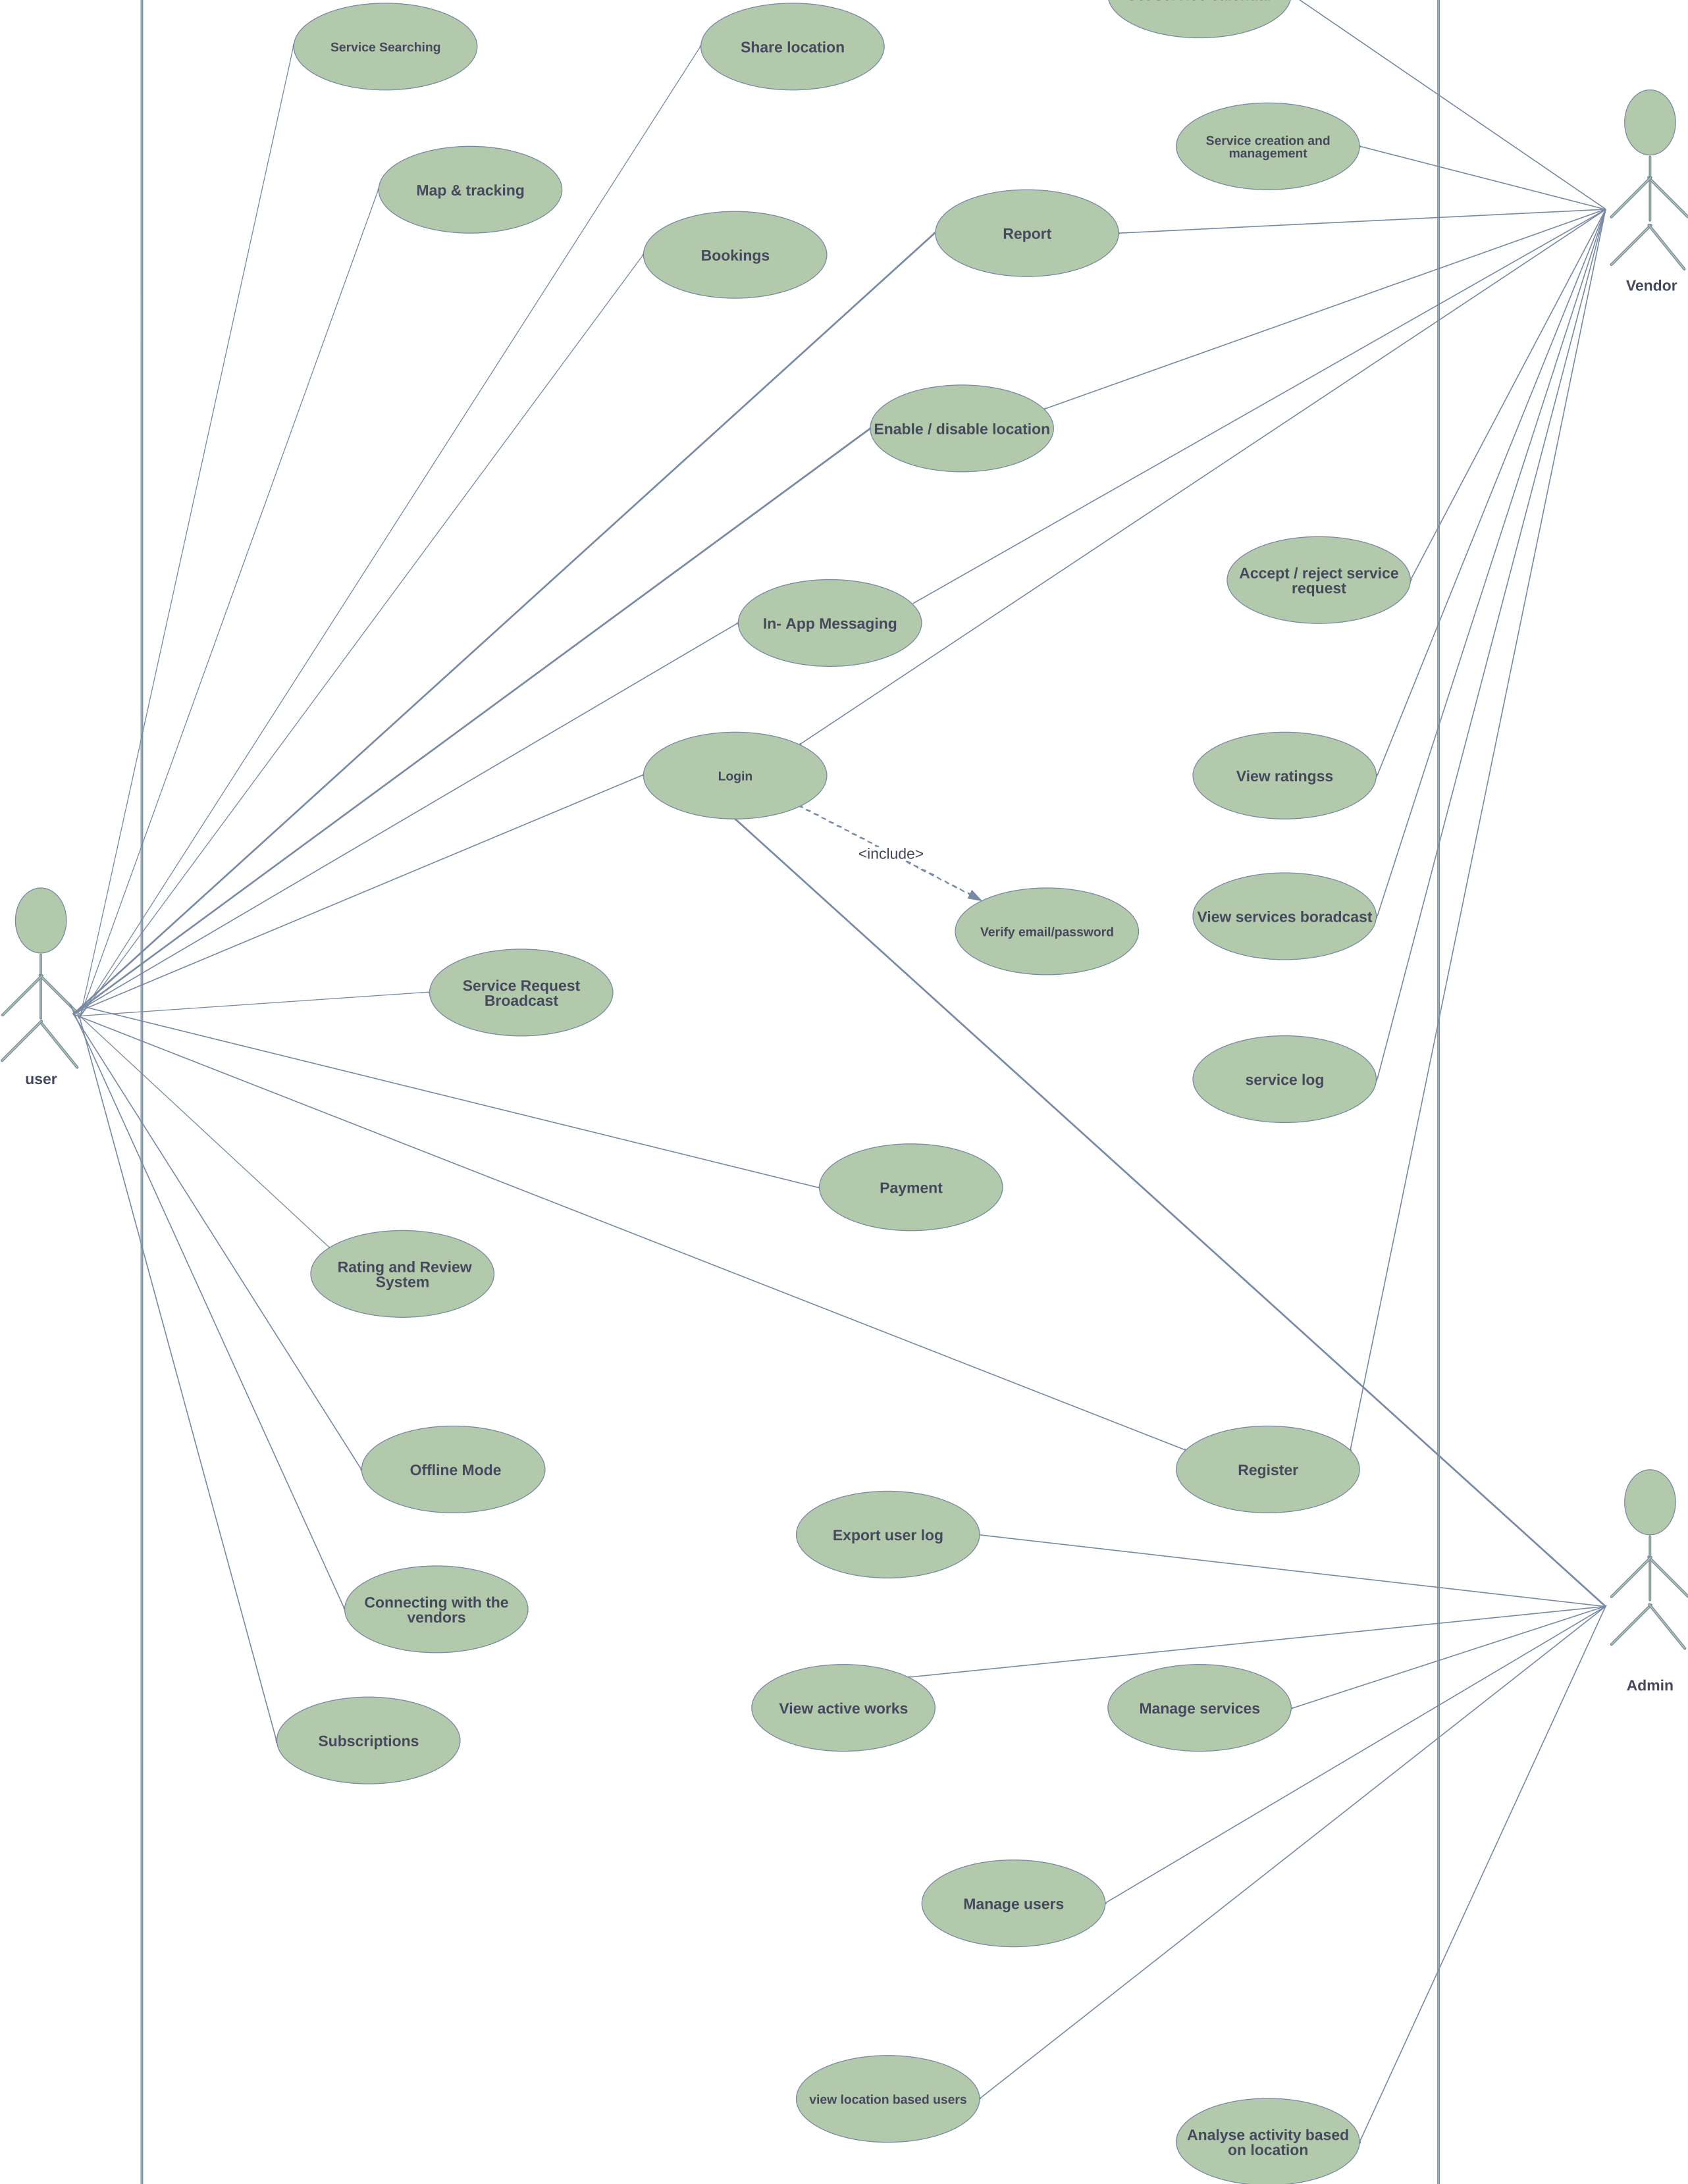 Service Searching
Share location
Service creation and
management
Map & tracking
Report
Bookings
Vendor
Enable / disable location
Accept / reject service
request
In- App Messaging
Login
View ratingss
<include>
View services boradcast
Verify email/password
Service Request
Broadcast
user
service log
Payment
Rating and Review
System
Offline Mode
Register
Export user log
Connecting with the
vendors
Admin
View active works
Manage services
Subscriptions
Manage users
view location based users
Analyse activity based
on location